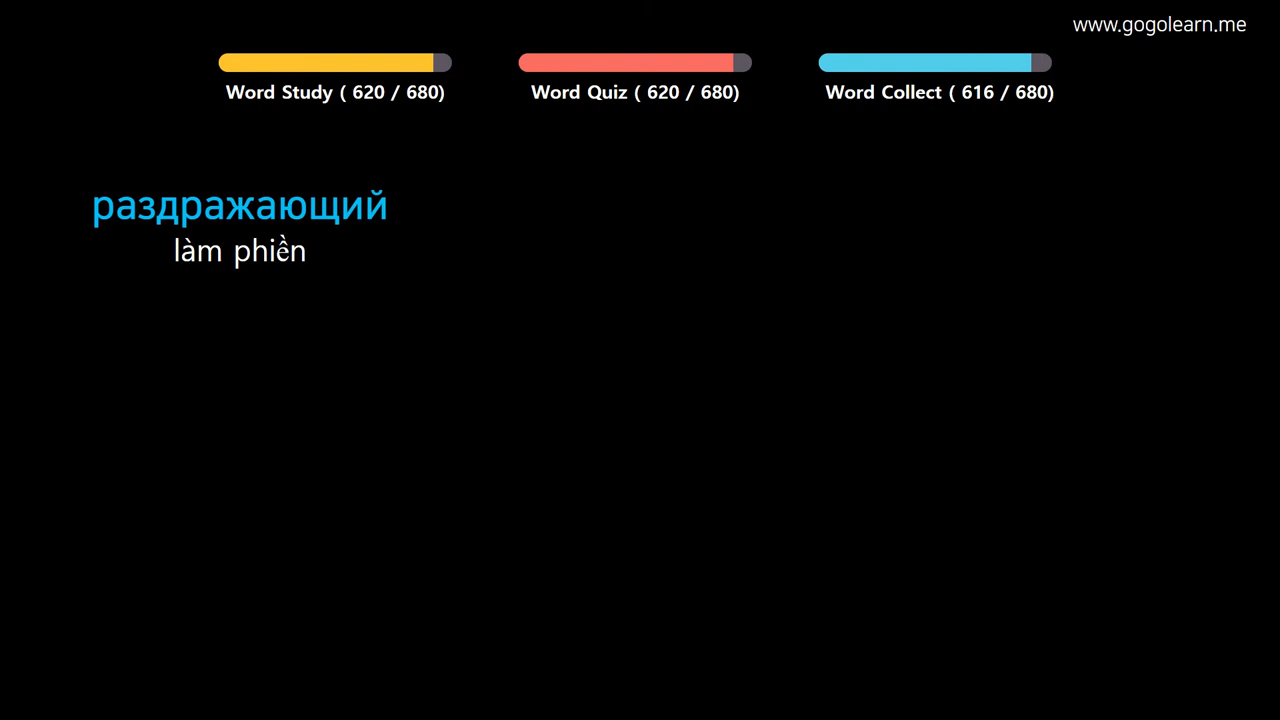 www.gogolearn.me
Word Study ( 620 / 680)
Word Quiz ( 620 / 680)
Word Collect ( 616 / 680)
раздражающий
làm phiền